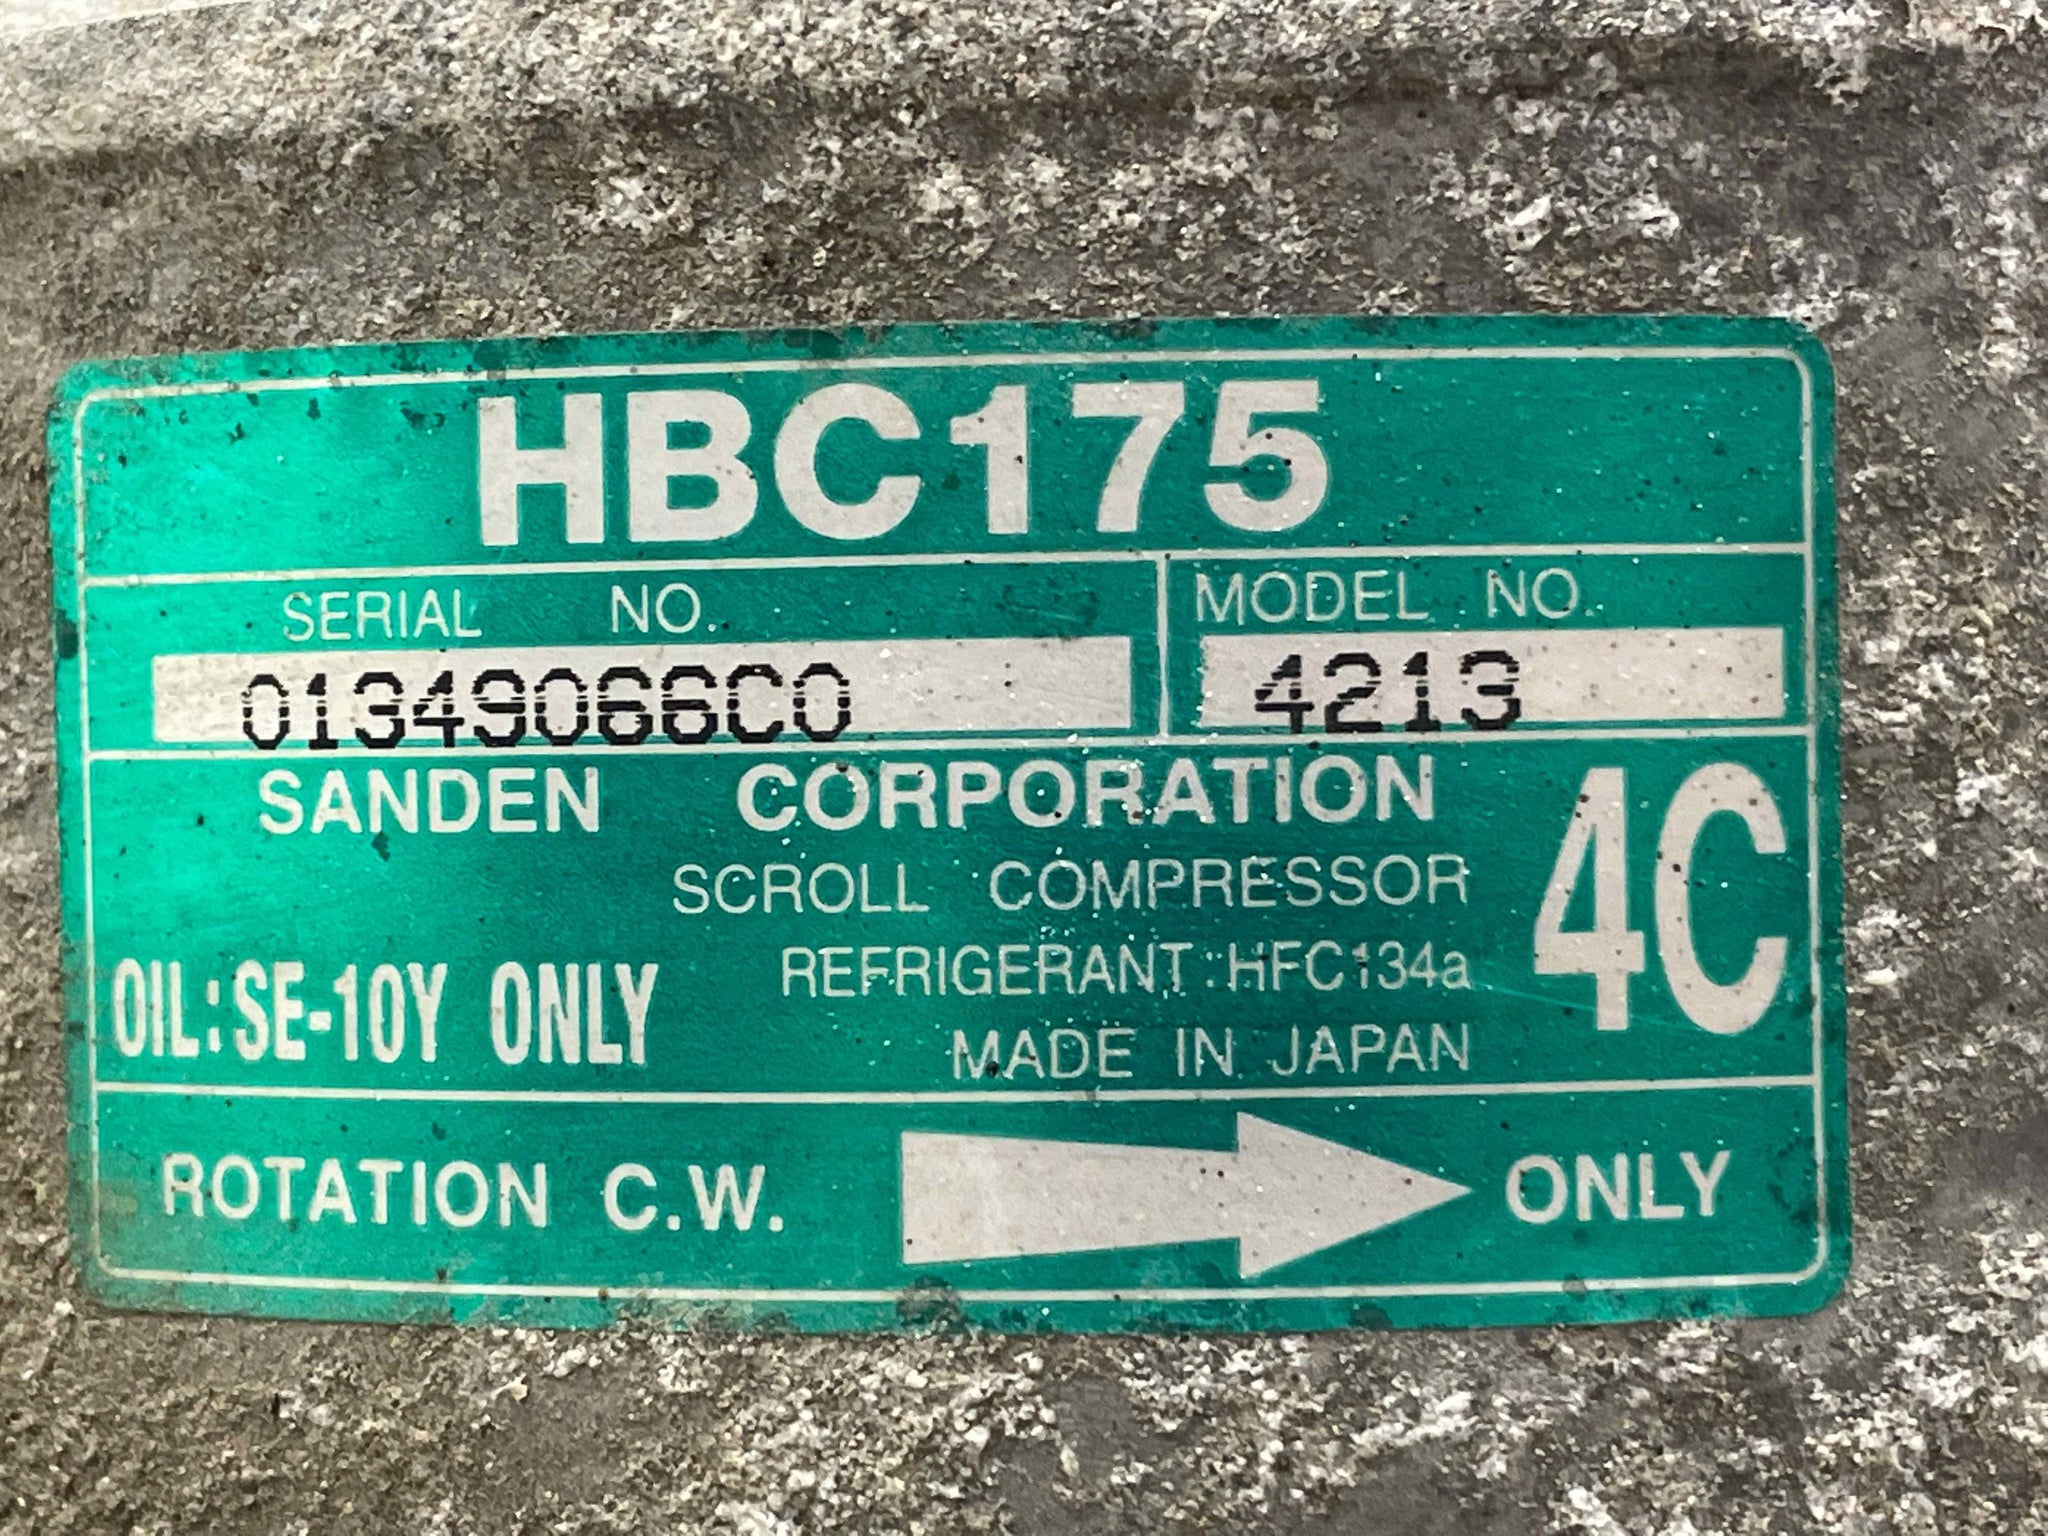 HBC175
SERIAL NO. MODEL NO.
01349066C0 4213
SANDEN CORPORATION
4C
SCROLL COMPRESSOR
REFRIGERANT:HFC134a
OIL:SE-10Y ONLY
MADE IN JAPAN
ROTATION C.W. ONLY